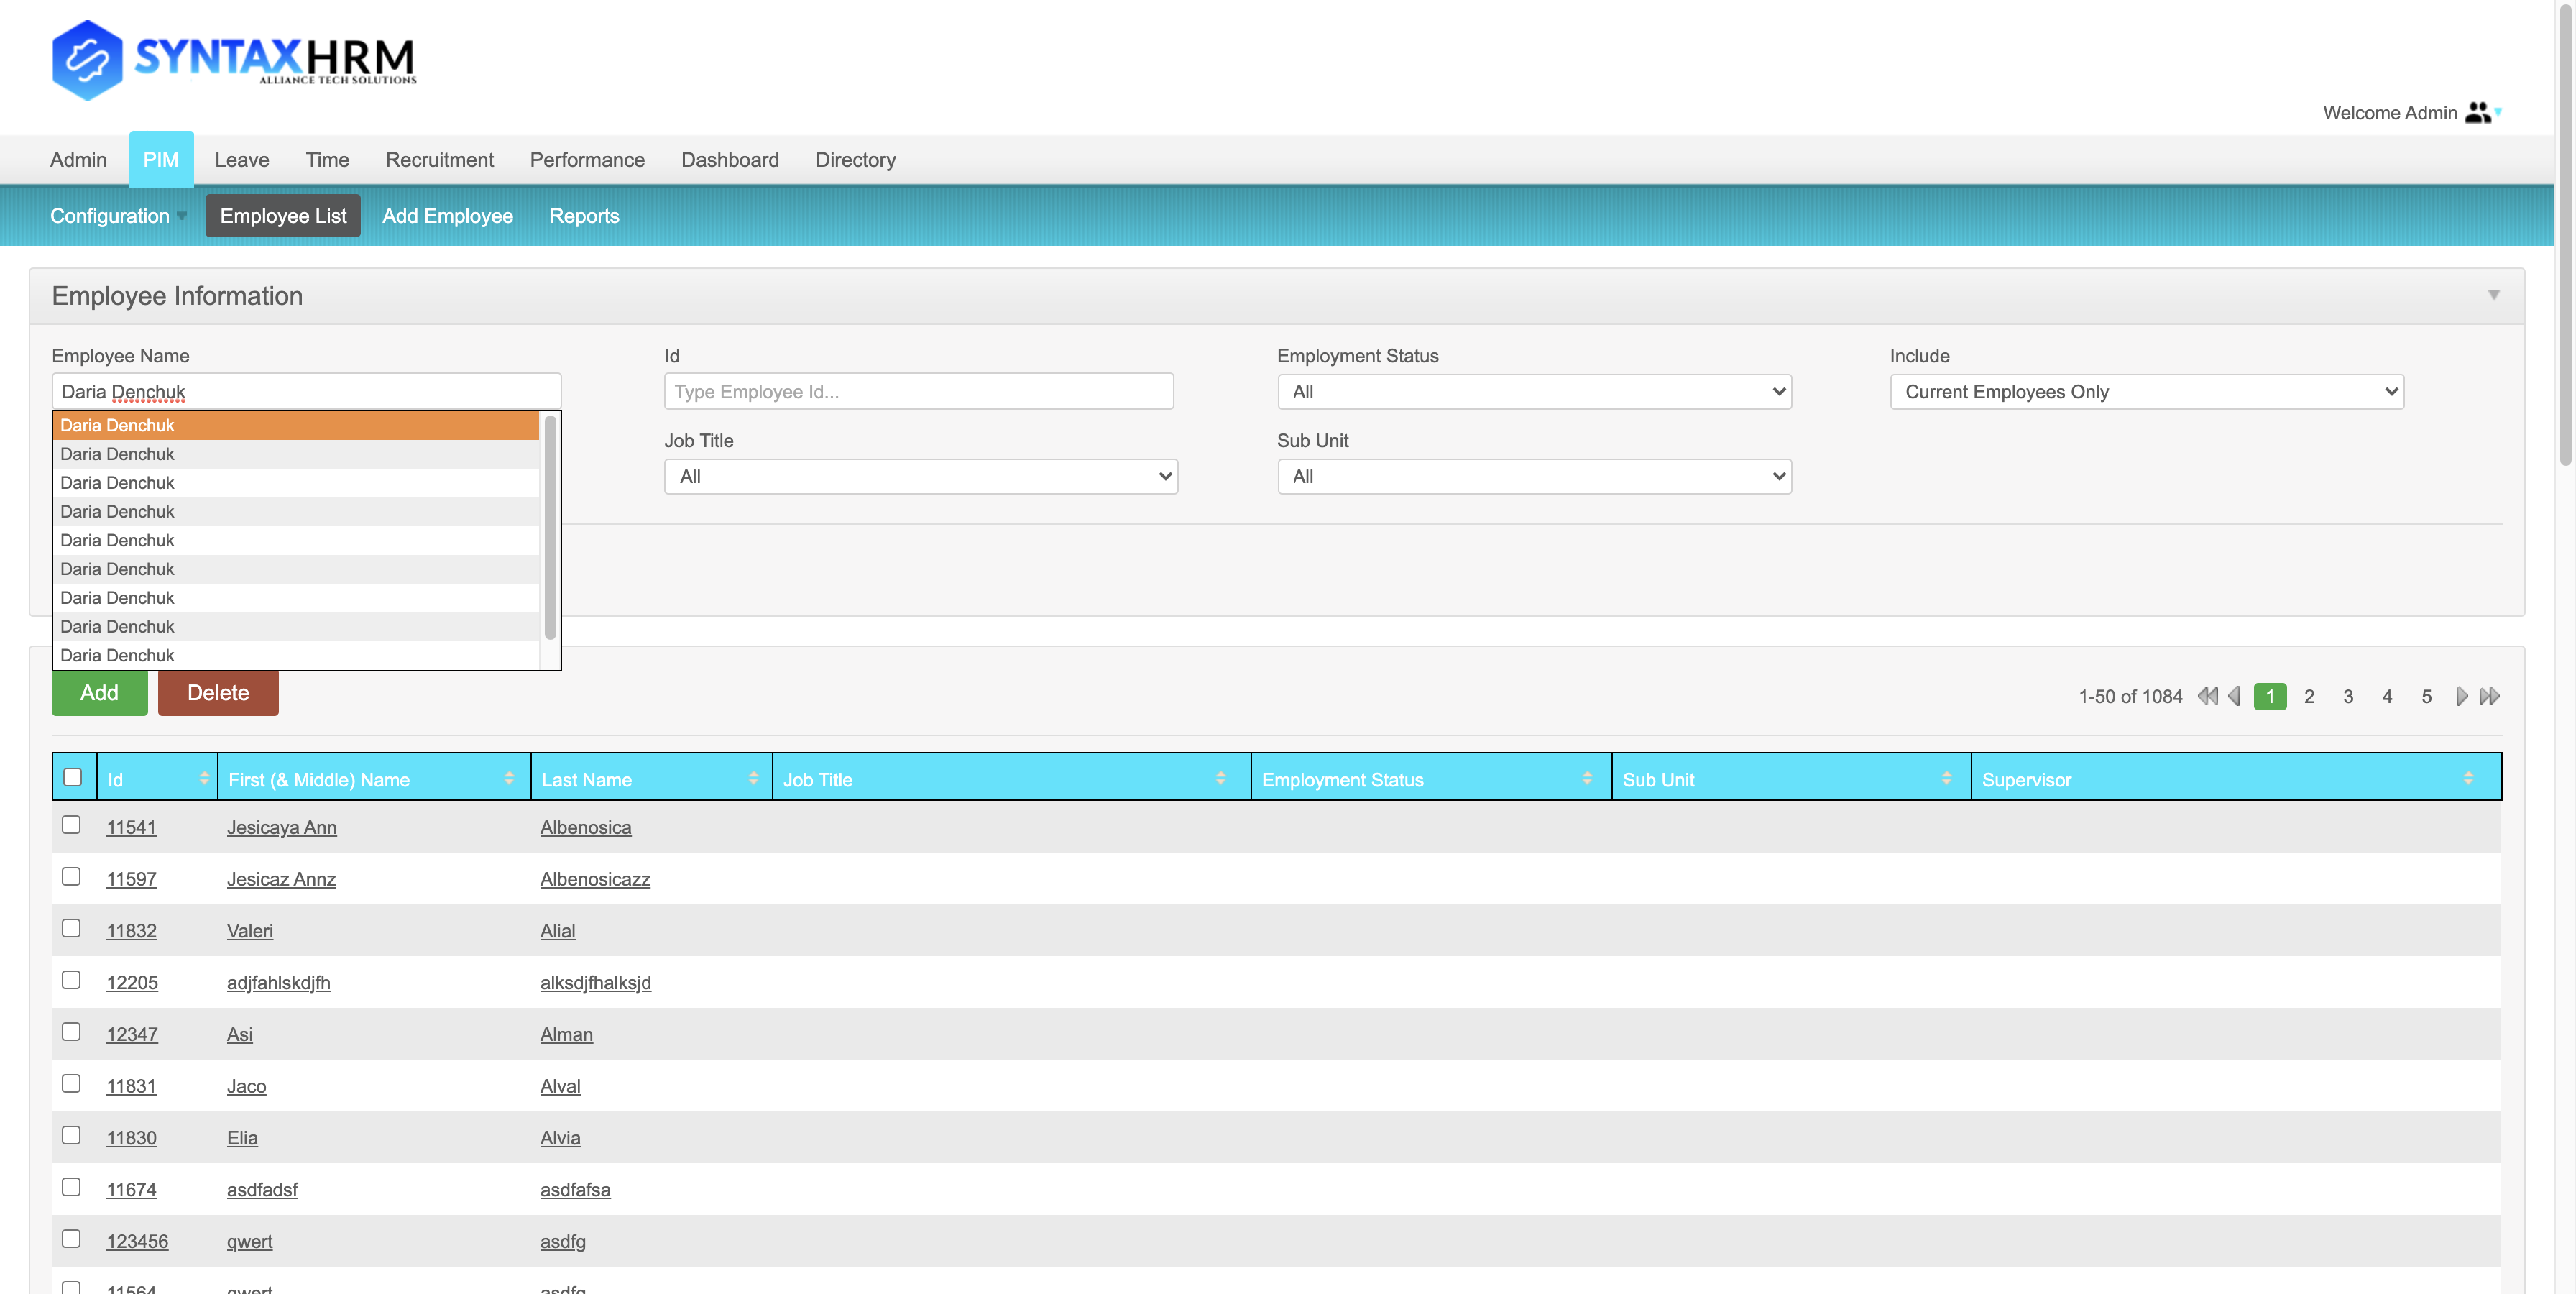 SYNTAXHRM
ALLIANCE TECH SOLUTIONS
Welcome Admin
Admin PIM Leave Time Recruitment Performance Dashboard Directory
Configuration Employee List Add Employee Reports
Employee Information
Employee Name Id Employment Status Include
Daria Denchuk Type Employee Id... All Current Employees Only
Daria Denchuk
Job Title Sub Unit
Daria Denchuk
All All
Daria Denchuk
Daria Denchuk
Daria Denchuk
Daria Denchuk
Daria Denchuk
Daria Denchuk
Daria Denchuk
Add Delete 1-50 of 1084 1 2 3 4 5
Id First (& Middle) Name Last Name Job Title Employment Status Sub Unit Supervisor
11541 Jesicaya Ann Albenosica
11597 Jesicaz Annz Albenosicazz
11832 Valeri Alial
12205 adjfahlskdjfh alksdjfhalksjd
12347 Asi Alman
11831 Jaco Alval
11830 Elia Alvia
11674 asdfadsf asdfafsa
123456 qwert asdfg
11564 qwert asdfg